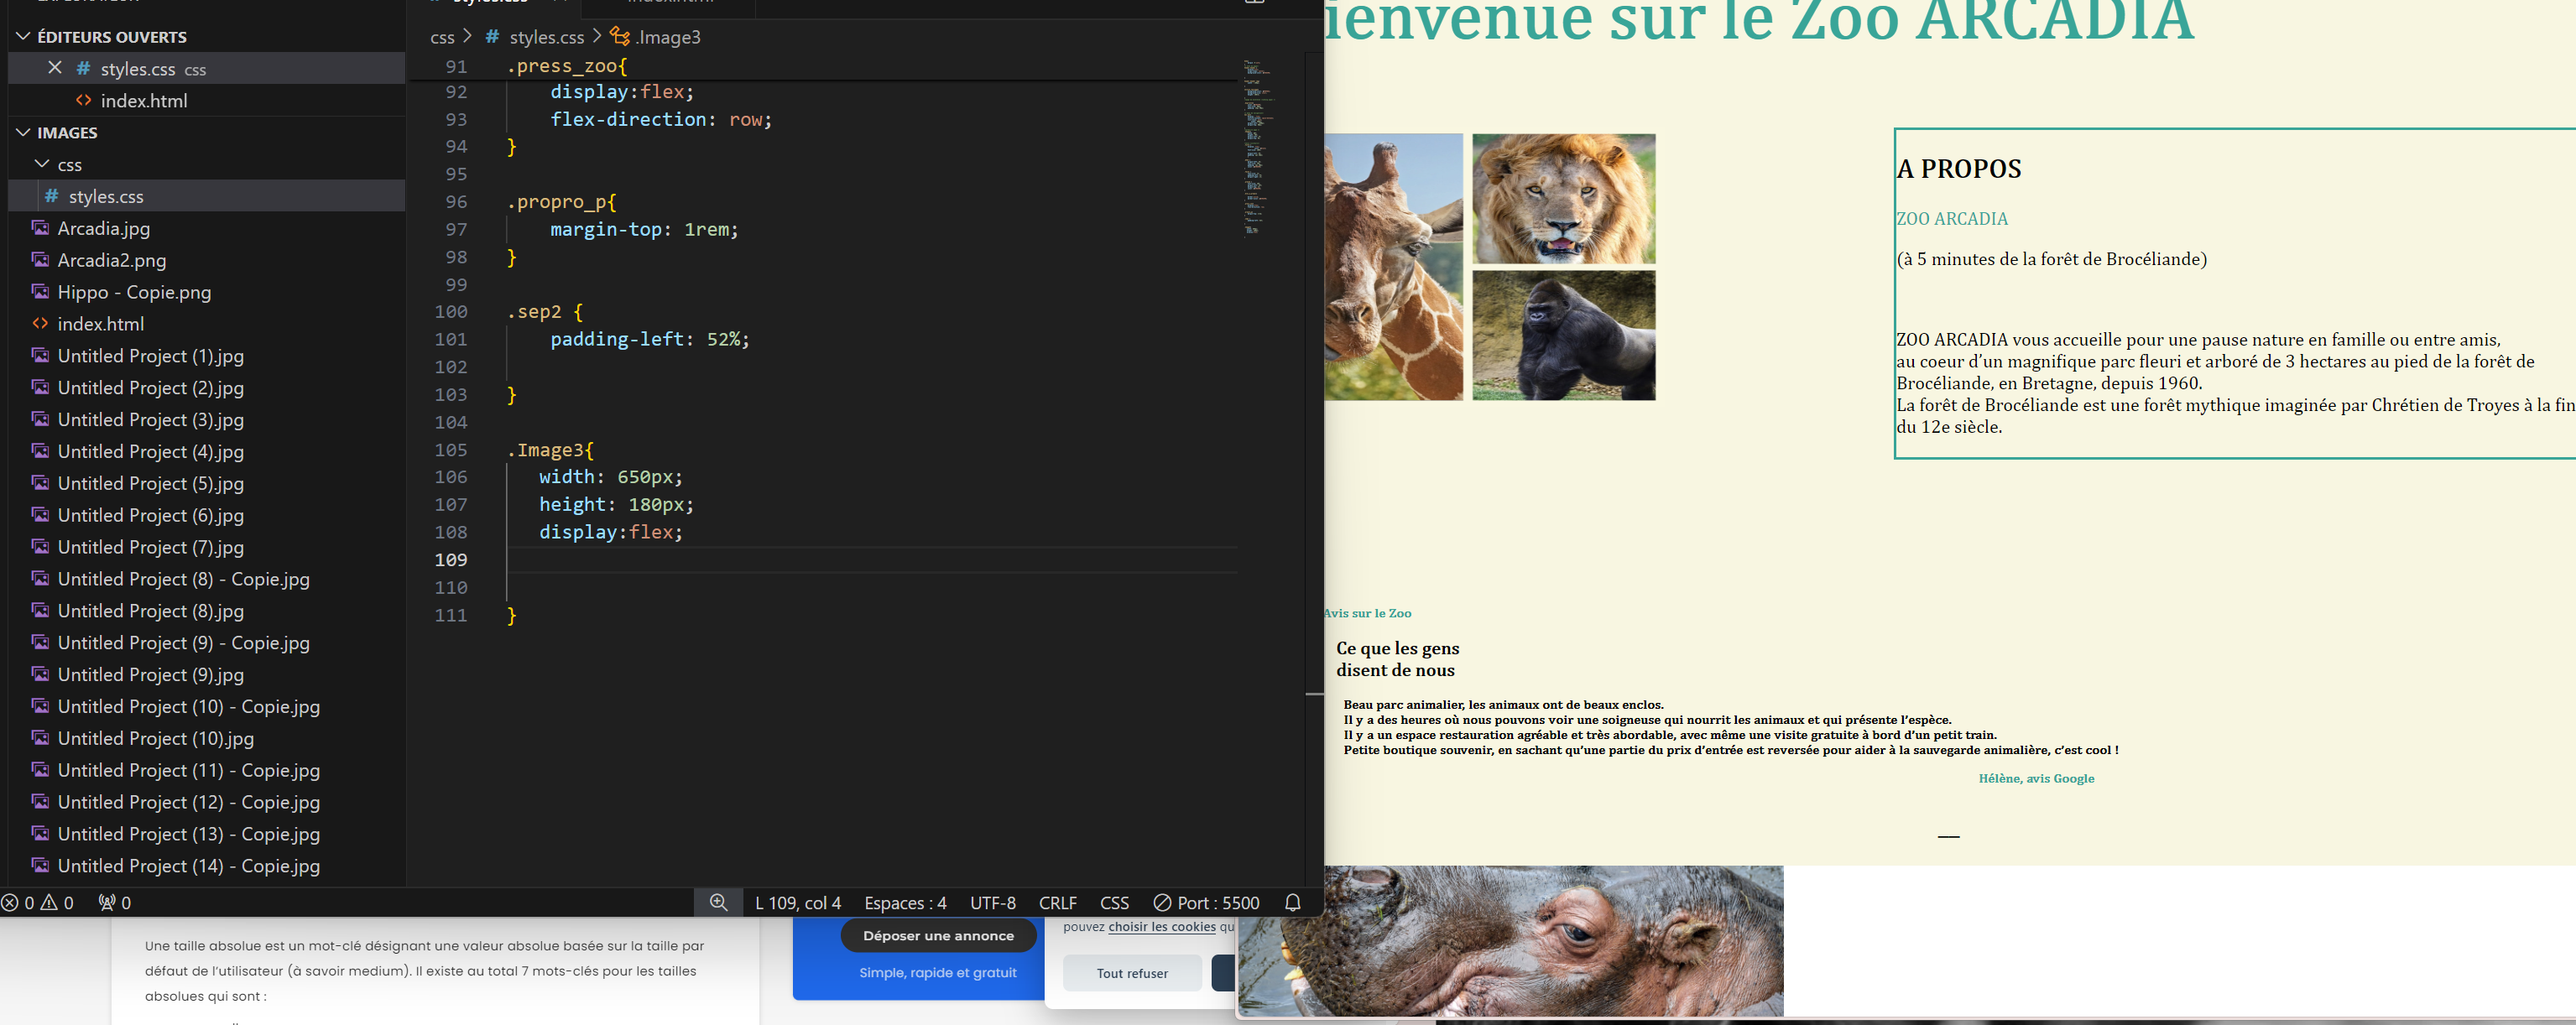 styles.css
ÉDITEURS OUVERTS
styles.css css
index.html
IMAGES
css
styles.css
Arcadia.jpg
Arcadia2.png
Hippo - Copie.png
index.html
Untitled Project (1).jpg
Untitled Project (2).jpg
Untitled Project (3).jpg
Untitled Project (4).jpg
Untitled Project (5).jpg
Untitled Project (6).jpg
Untitled Project (7).jpg
Untitled Project (8) - Copie.jpg
Untitled Project (8).jpg
Untitled Project (9) - Copie.jpg
Untitled Project (9).jpg
Untitled Project (10) - Copie.jpg
Untitled Project (10).jpg
Untitled Project (11) - Copie.jpg
Untitled Project (12) - Copie.jpg
Untitled Project (13) - Copie.jpg
Untitled Project (14) - Copie.jpg
css > # styles.css > .Image3
91 .press_zoo{
92 display:flex;
93 flex-direction: row;
94 }
95
96 .propro_p{
97 margin-top: 1rem;
98 }
99
100 .sep2 {
101 padding-left: 52%;
102
103 }
104
105 .Image3{
106 width: 650px;
107 height: 180px;
108 display:flex;
109
110
111 }
0 0 0
L 109, col 4 Espaces : 4 UTF-8 CRLF CSS Port : 5500
ienvenue sur le Zoo ARCADIA
A PROPOS
ZOO ARCADIA
(à 5 minutes de la forêt de Brocéliande)
ZOO ARCADIA vous accueille pour une pause nature en famille ou entre amis,
au coeur d'un magnifique parc fleuri et arboré de 3 hectares au pied de la forêt de
Brocéliande, en Bretagne, depuis 1960.
La forêt de Brocéliande est une forêt mythique imaginée par Chrétien de Troyes à la fin
du 12e siècle.
Avis sur le Zoo
Ce que les gens
disent de nous
Beau parc animalier, les animaux ont de beaux enclos.
Il y a des heures où nous pouvons voir une soigneuse qui nourrit les animaux et qui présente l'espèce.
Il y a un espace restauration agréable et très abordable, avec même une visite gratuite à bord d'un petit train.
Petite boutique souvenir, en sachant qu'une partie du prix d'entrée est reversée pour aider à la sauvegarde animalière, c'est cool !
Hélène, avis Google
Une taille absolue est un mot-clé désignant une valeur absolue basée sur la taille par
défaut de l'utilisateur (à savoir medium). Il existe au total 7 mots-clés pour les tailles
absolues qui sont :
Déposer une annonce
Simple, rapide et gratuit
pouvez choisir les cookies qu
Tout refuser